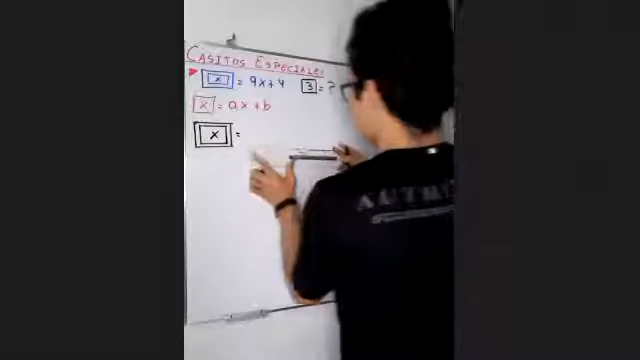 CASITOS ESPECIALES
x = 9x+4 3 = ?
x = ax+b
x =